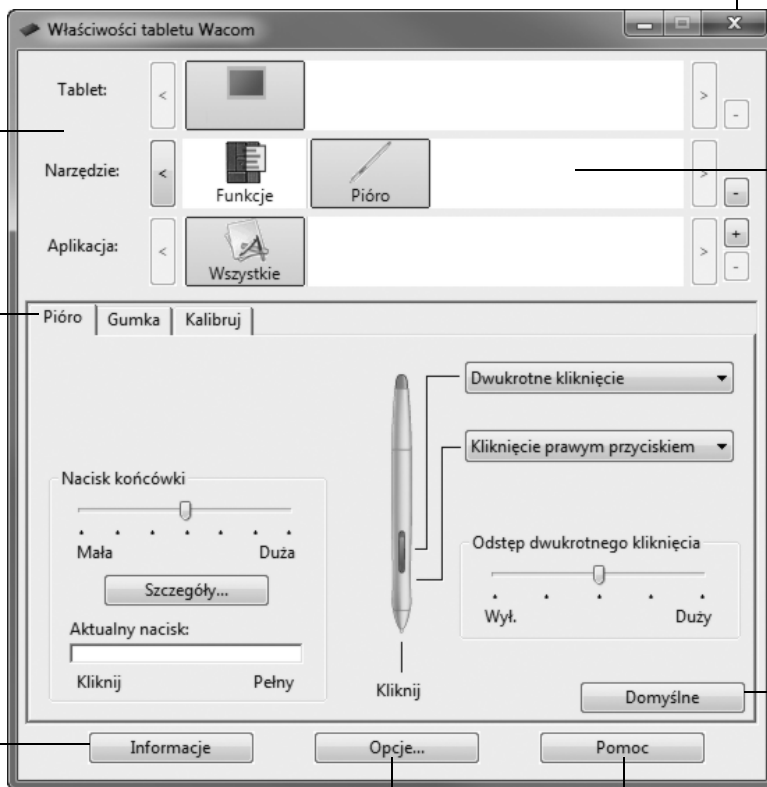 Właściwości tabletu Wacom
Tablet:
<
>
-
Narzędzie:
<
Funkcje
Pióro
>
-
Aplikacja:
<
Wszystkie
>
+
-
Pióro
Gumka
Kalibruj
Dwukrotne kliknięcie
Kliknięcie prawym przyciskiem
Nacisk końcówki
Mała
Duża
Szczegóły...
Aktualny nacisk:
Kliknij
Pełny
Kliknij
Odstęp dwukrotnego kliknięcia
Wył.
Duży
Domyślne
Informacje
Opcje...
Pomoc